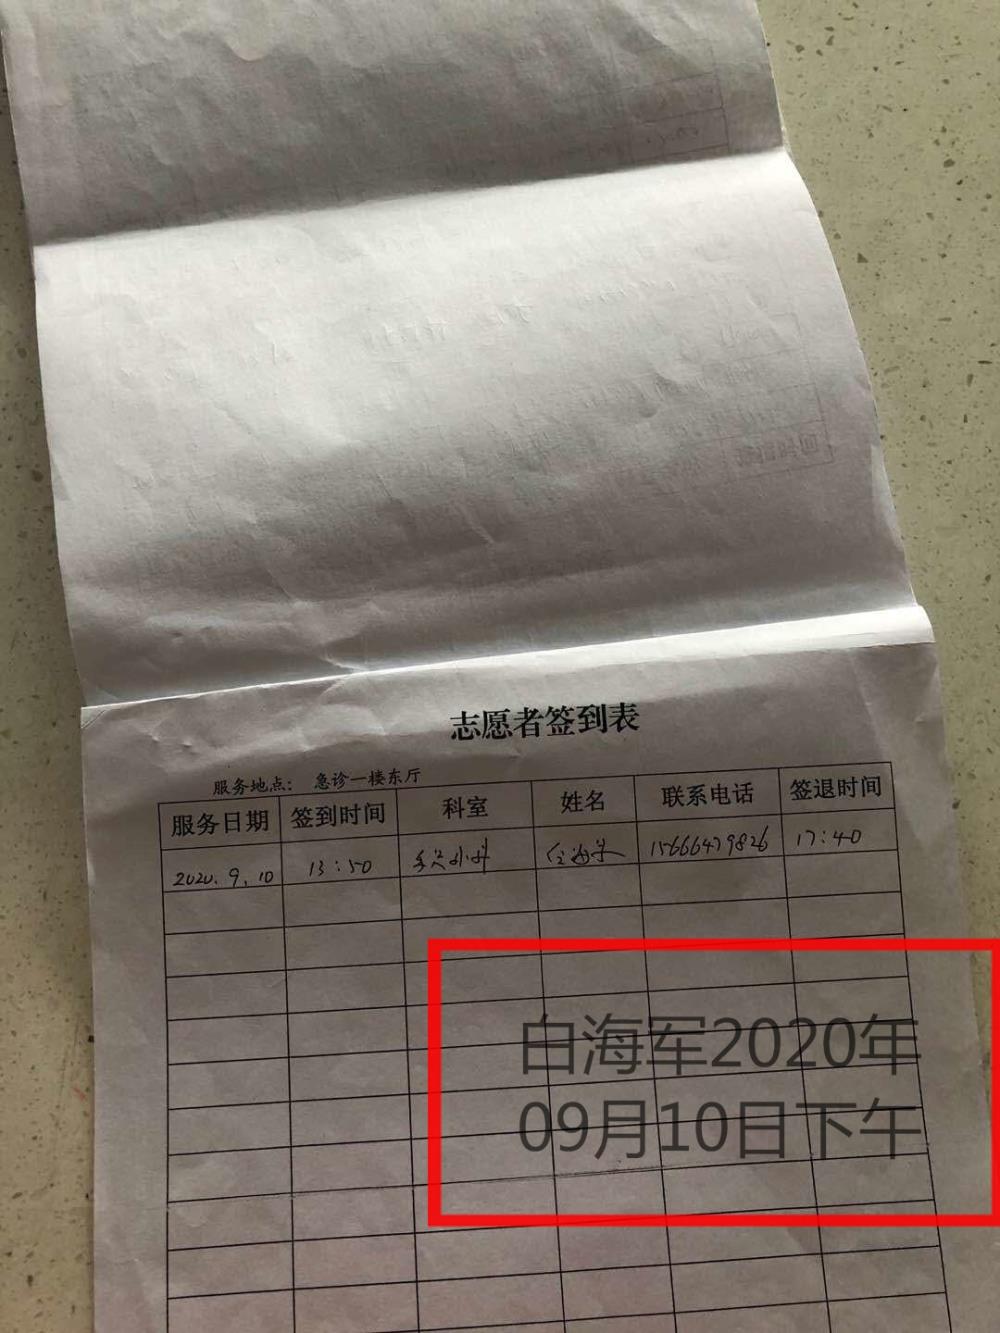 志愿者签到表
服务地点： 急诊一楼东厅
服务日期 签到时间 科室 姓名 联系电话 签退时间
2020.9.10 13:50 15666479826 17:40
白海军2020年
09月10日下午